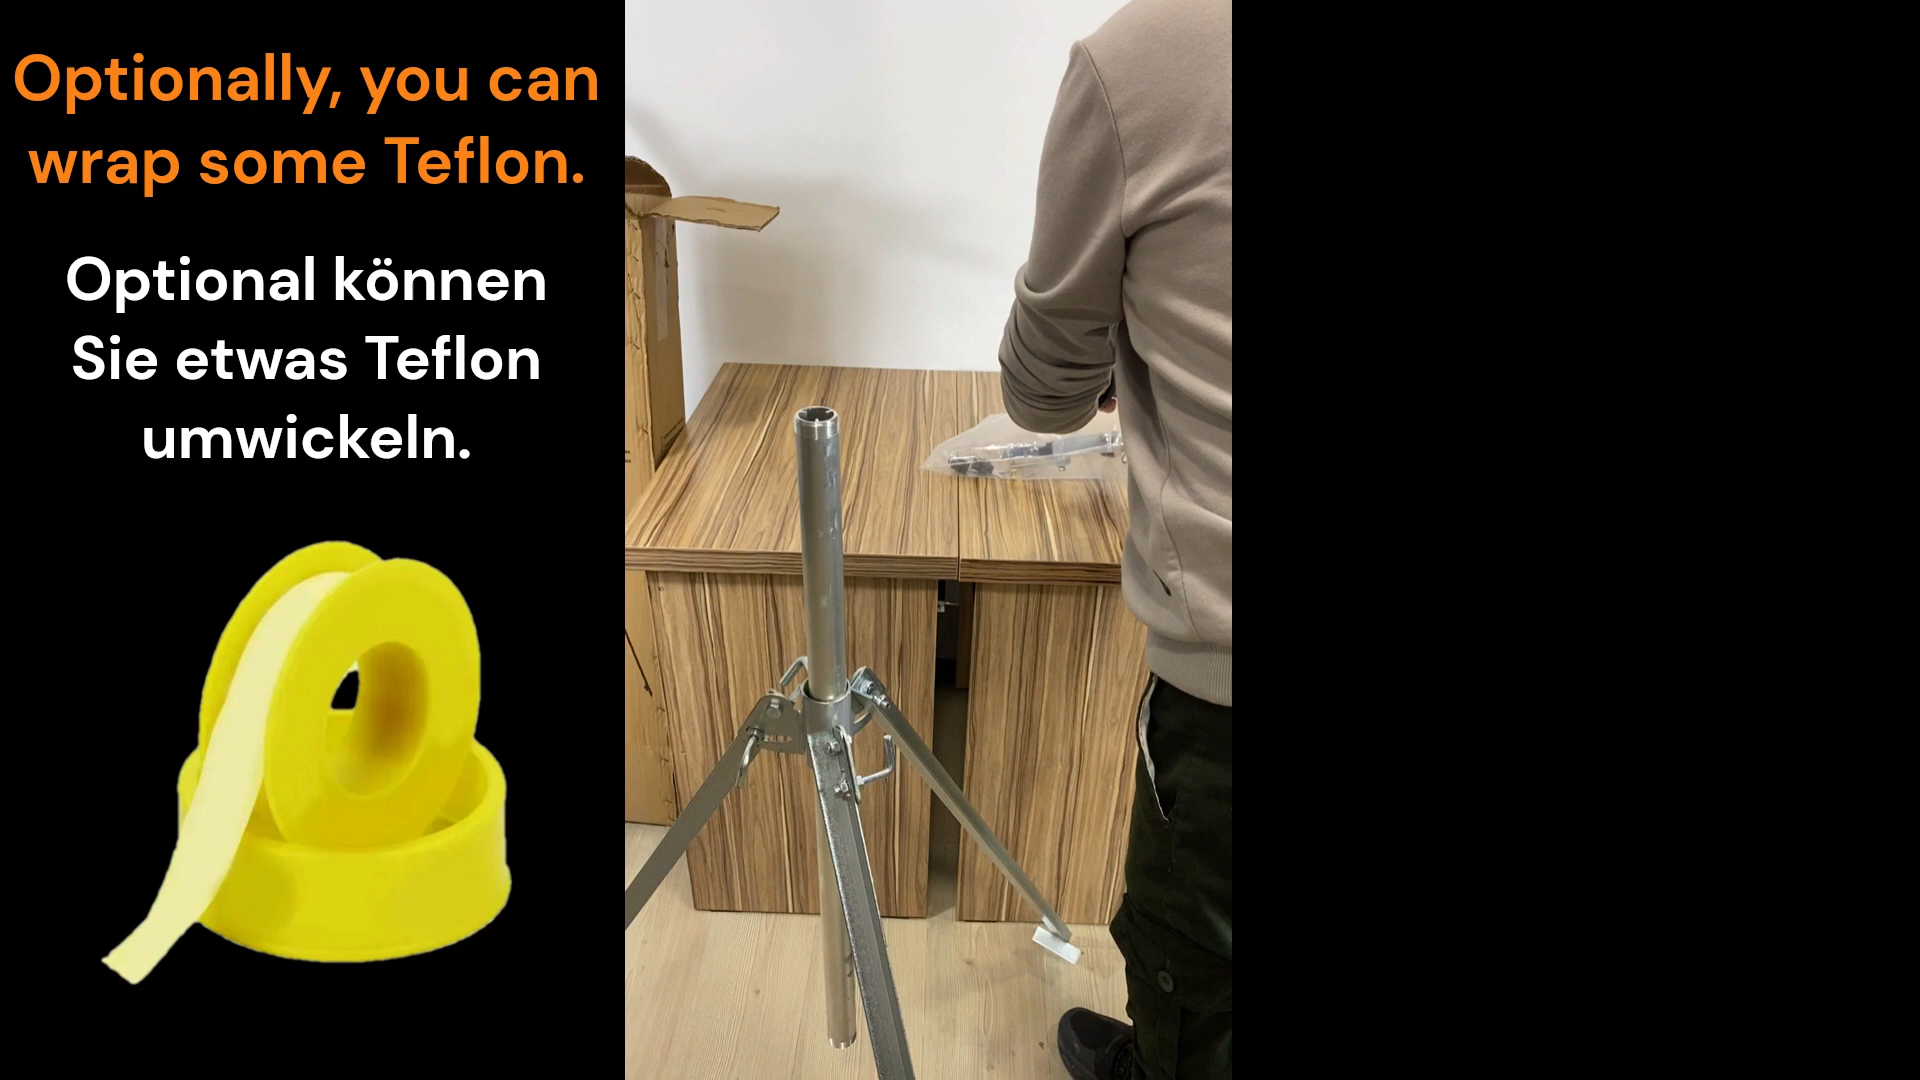 Optionally, you can
wrap some Teflon.
Optional können
Sie etwas Teflon
umwickeln.